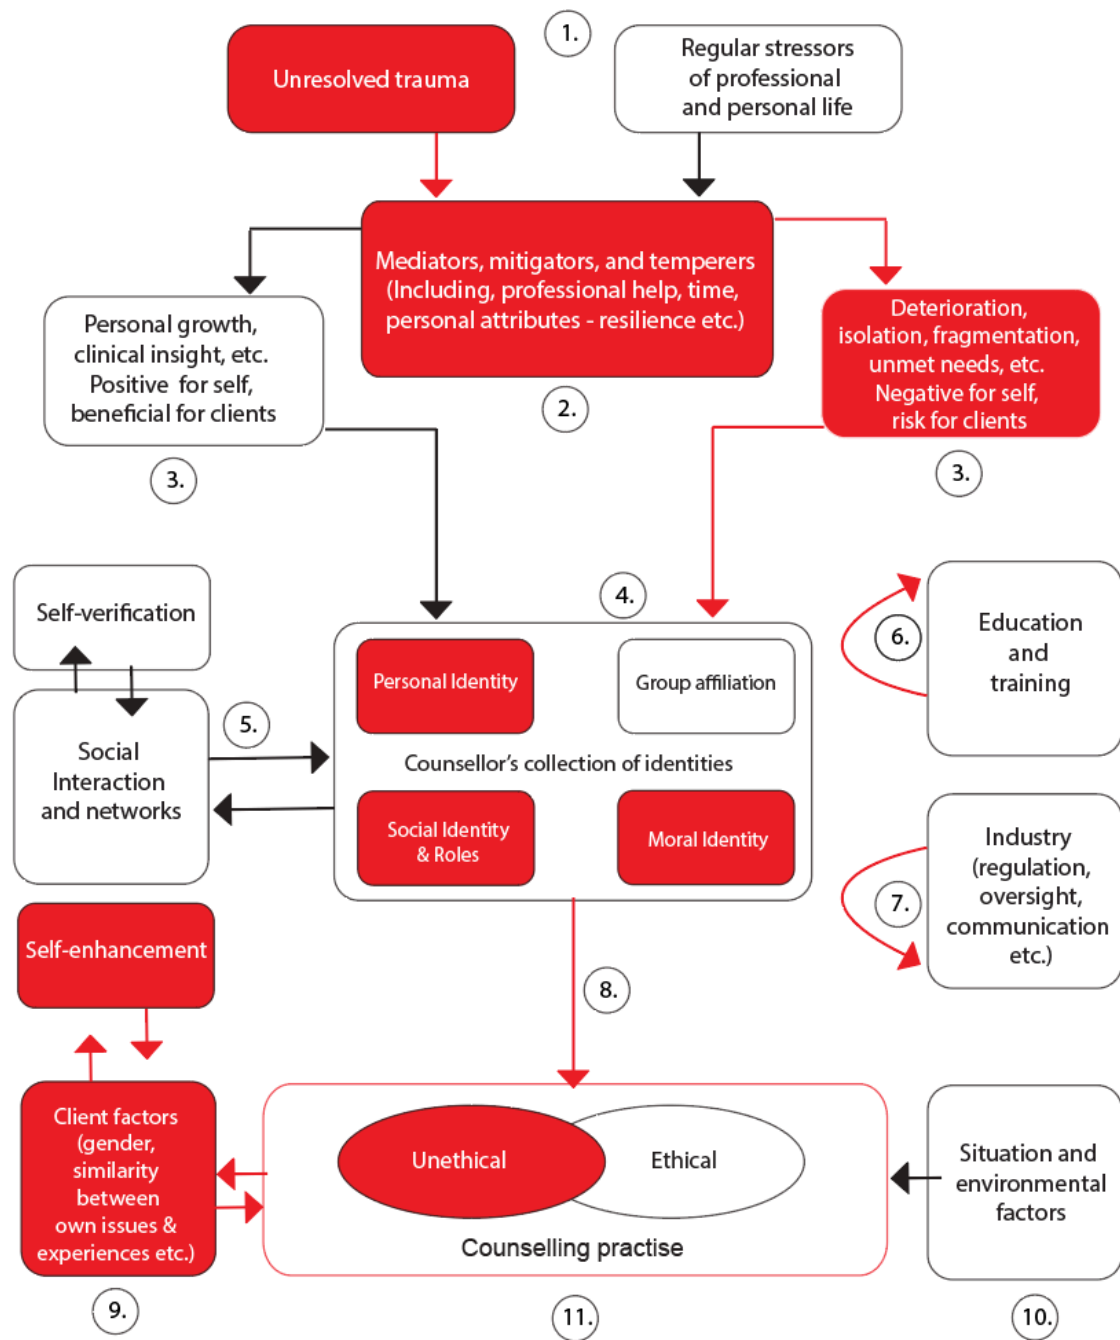 1.
Unresolved trauma
Regular stressors
of professional
and personal life
Mediators, mitigators, and temperers
(Including, professional help, time,
personal attributes - resilience etc.)
2.
Personal growth,
clinical insight, etc.
Positive for self,
beneficial for clients
3.
Deterioration,
isolation, fragmentation,
unmet needs, etc.
Negative for self,
risk for clients
3.
4.
Self-verification
Social
Interaction
and networks
5.
Personal Identity
Group affiliation
Counsellor's collection of identities
Social Identity
& Roles
Moral Identity
6.
Education
and
training
7.
Industry
(regulation,
oversight,
communication
etc.)
Self-enhancement
8.
Client factors
(gender,
similarity
between
own issues &
experiences etc.)
9.
Unethical
Ethical
Counselling practise
11.
Situation and
environmental
factors
10.